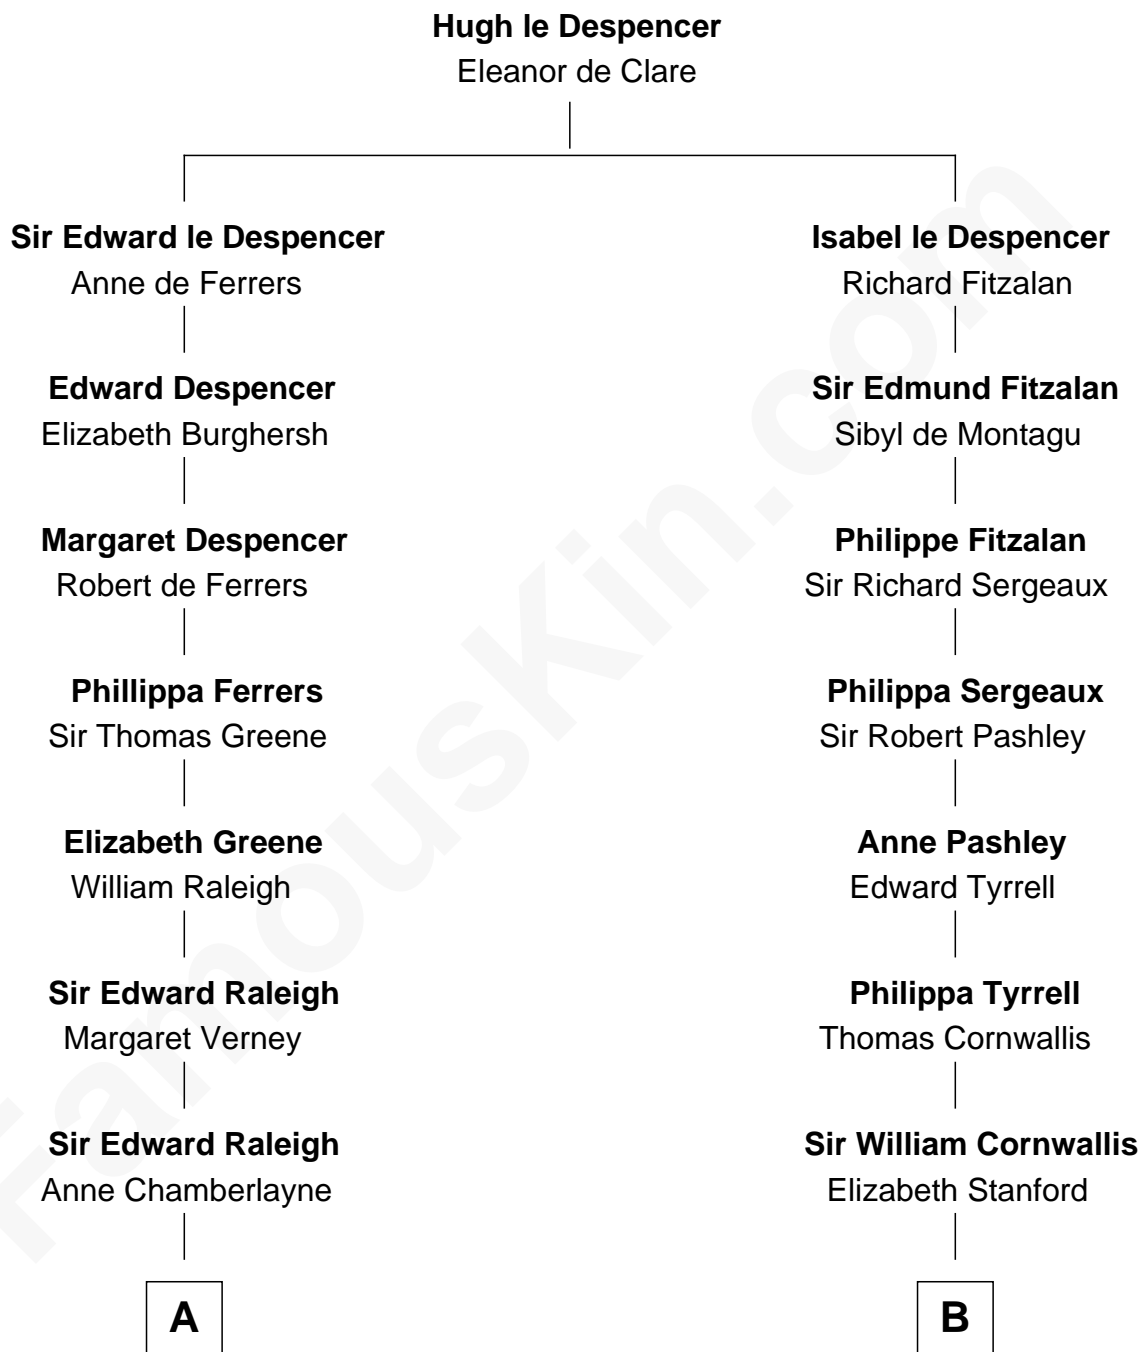 Hugh le Despencer
Eleanor de Clare
Sir Edward le Despencer
Anne de Ferrers
Isabel le Despencer
Richard Fitzalan
Edward Despencer
Elizabeth Burghersh
Sir Edmund Fitzalan
Sibyl de Montagu
Margaret Despencer
Robert de Ferrers
Philippe Fitzalan
Sir Richard Sergeaux
Phillippa Ferrers
Sir Thomas Greene
Philippa Sergeaux
Sir Robert Pashley
Elizabeth Greene
William Raleigh
Anne Pashley
Edward Tyrrell
Sir Edward Raleigh
Margaret Verney
Philippa Tyrrell
Thomas Cornwallis
Sir Edward Raleigh
Anne Chamberlayne
Sir William Cornwallis
Elizabeth Stanford
A
B
FamousKin.com